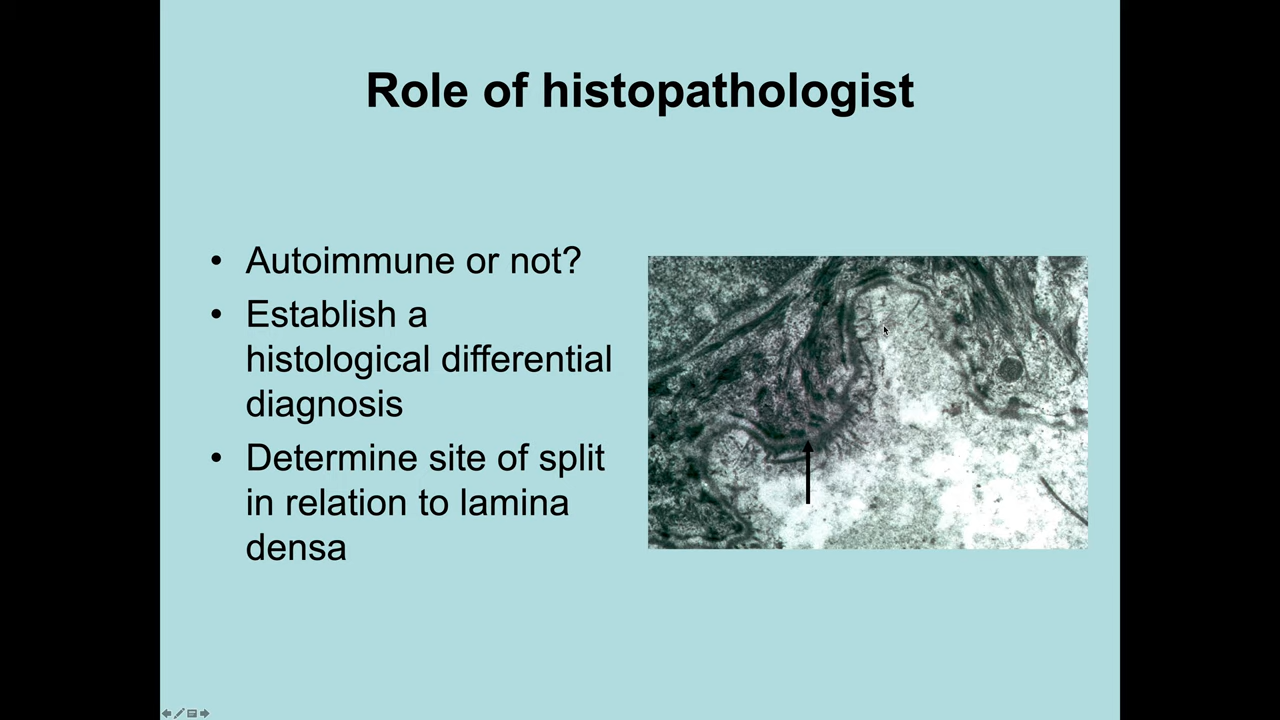 Role of histopathologist
• Autoimmune or not?
• Establish a
histological differential
diagnosis
• Determine site of split
in relation to lamina
densa